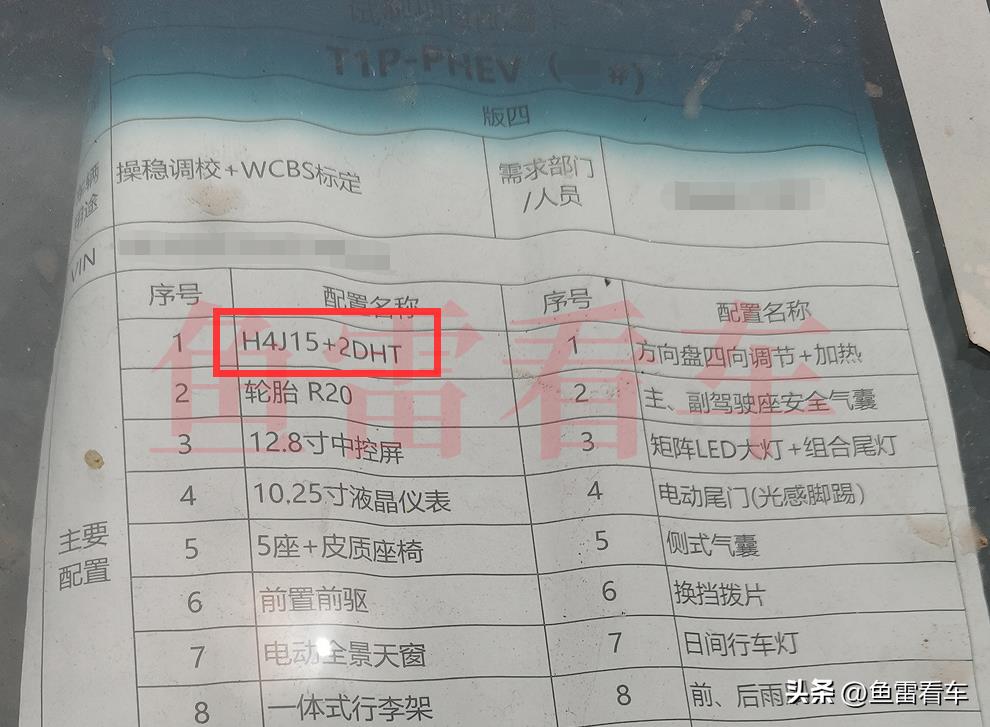 T1P-PHEV ( #)
版四
操稳调校+WCBS标定
需求部门
/人员
VIN
序号 配置名称 序号 配置名称
1 H4J15+2DHT 1 方向盘四向调节+加热
2 轮胎 R20 2 主、副驾驶座安全气囊
3 12.8寸中控屏 3 矩阵LED大灯+组合尾灯
4 10.25寸液晶仪表 4 电动尾门(光感脚踢)
主要
配置
5 5座+皮质座椅 5 侧式气囊
6 前置前驱 6 换挡拨片
7 电动全景天窗 7 日间行车灯
8 一体式行李架 8 前、后雨
鱼雷看车
头条 @鱼雷看车